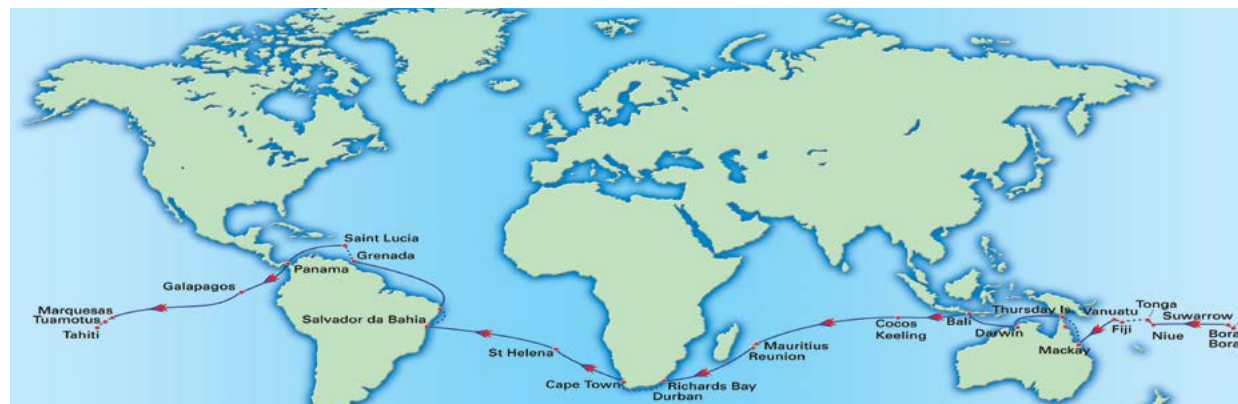 Saint Lucia
Grenada
Panama
Galapagos
Marquesas
Tuamotus
Tahiti
Salvador da Bahia
St Helena
Cape Town
Richards Bay
Durban
Mauritius
Reunion
Cocos
Keeling
Bali
Darwin
Thursday Is
Mackay
Vanuatu
Fiji
Tonga
Niue
Suwarrow
Bora
Bora